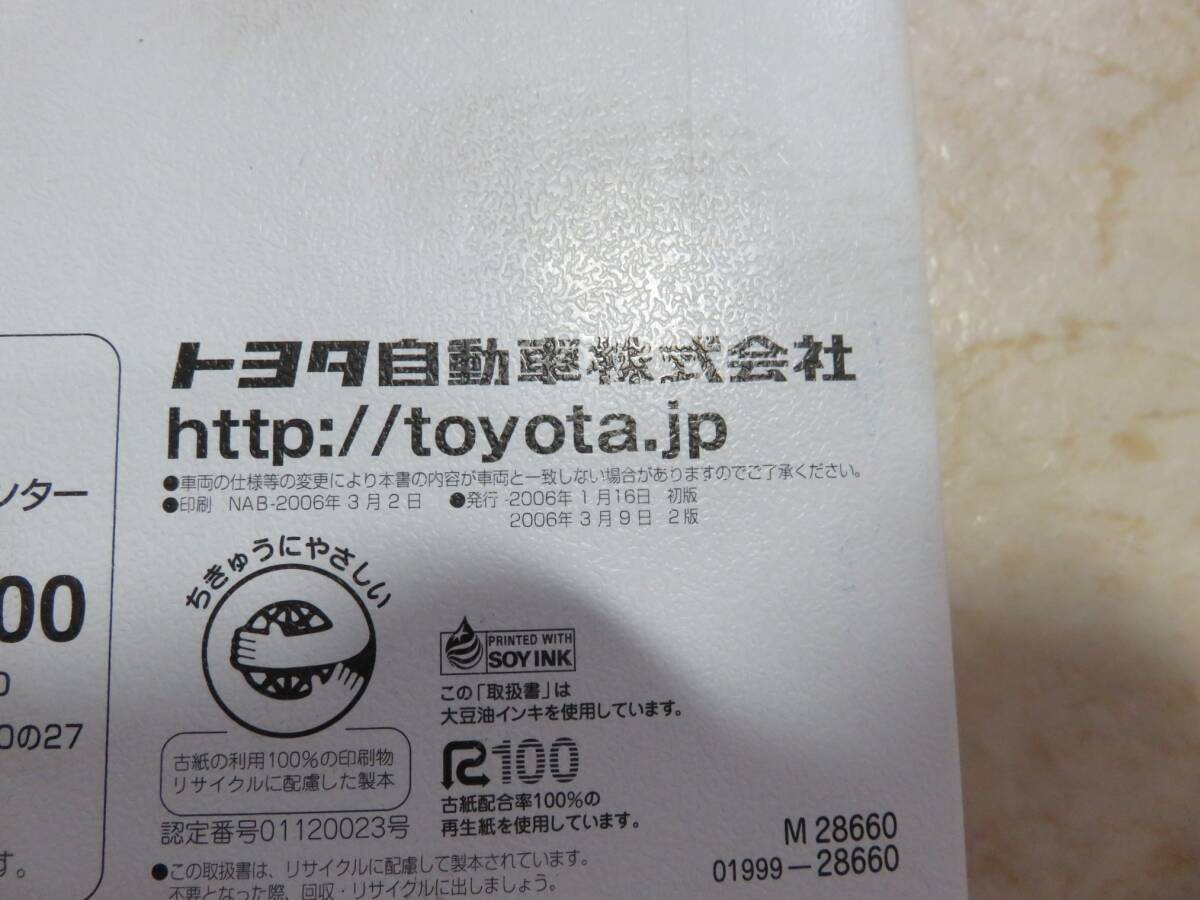 トヨタ自動車株式会社
http://toyota.jp
●車両の仕様等の変更により本書の内容が車両と一致しない場合がありますのでご了承ください。
●印刷 NAB-2006年3月2日 ●発行-2006年1月16日 初版
2006年3月9日 2版
ンター
00
0
0の27
す。
ちきゅうにやさしい
古紙の利用100%の印刷物
リサイクルに配慮した製本
認定番号01120023号
PRINTED WITH
SOY INK
この「取扱書」は
大豆油インキを使用しています。
R100
古紙配合率100%の
再生紙を使用しています。
●この取扱書は、リサイクルに配慮して製本されています。
不要となった際、回収・リサイクルに出しましょう。
M 28660
01999-28660